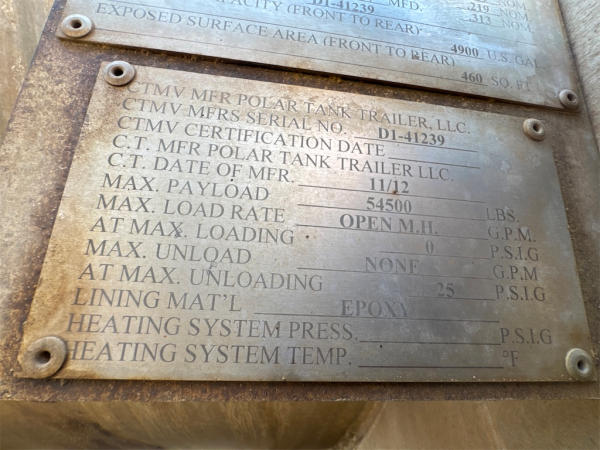 CAPACITY (FRONT TO REAR) D1-41239 MFD. .219 NOM.
.313 NOM.
EXPOSED SURFACE AREA (FRONT TO REAR) 4900 U.S. GAL
460 SQ. FT
CTMV MFR POLAR TANK TRAILER, LLC.
CTMV MFRS SERIAL NO. D1-41239
CTMV CERTIFICATION DATE
C.T. MFR POLAR TANK TRAILER LLC.
C.T. DATE OF MFR. 11/12
MAX. PAYLOAD 54500 LBS.
MAX. LOAD RATE OPEN M.H. G.P.M.
AT MAX. LOADING 0 P.S.I.G
MAX. UNLOAD NONE G.P.M
AT MAX. UNLOADING 25 P.S.I.G
LINING MAT'L EPOXY
HEATING SYSTEM PRESS. P.S.I.G
HEATING SYSTEM TEMP. °F